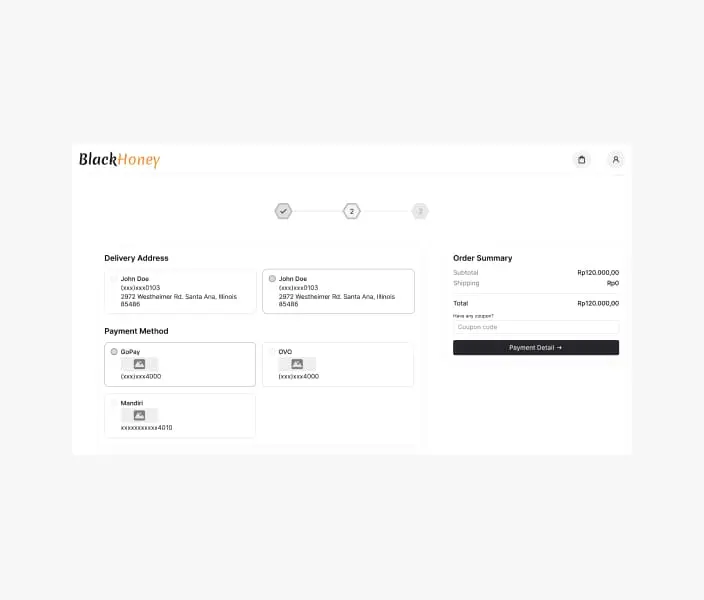 BlackHoney
2
3
Delivery Address
John Doe
(xxx)xxx0103
2972 Westheimer Rd. Santa Ana, Illinois
85486
John Doe
(xxx)xxx0103
2972 Westheimer Rd. Santa Ana, Illinois
85486
Payment Method
GoPay
(xxx)xxx4000
OVO
(xxx)xxx4000
Mandiri
xxxxxxxxxxx4010
Order Summary
Subtotal Rp120.000,00
Shipping Rp0
Total Rp120.000,00
Have any coupon?
Coupon code
Payment Detail →